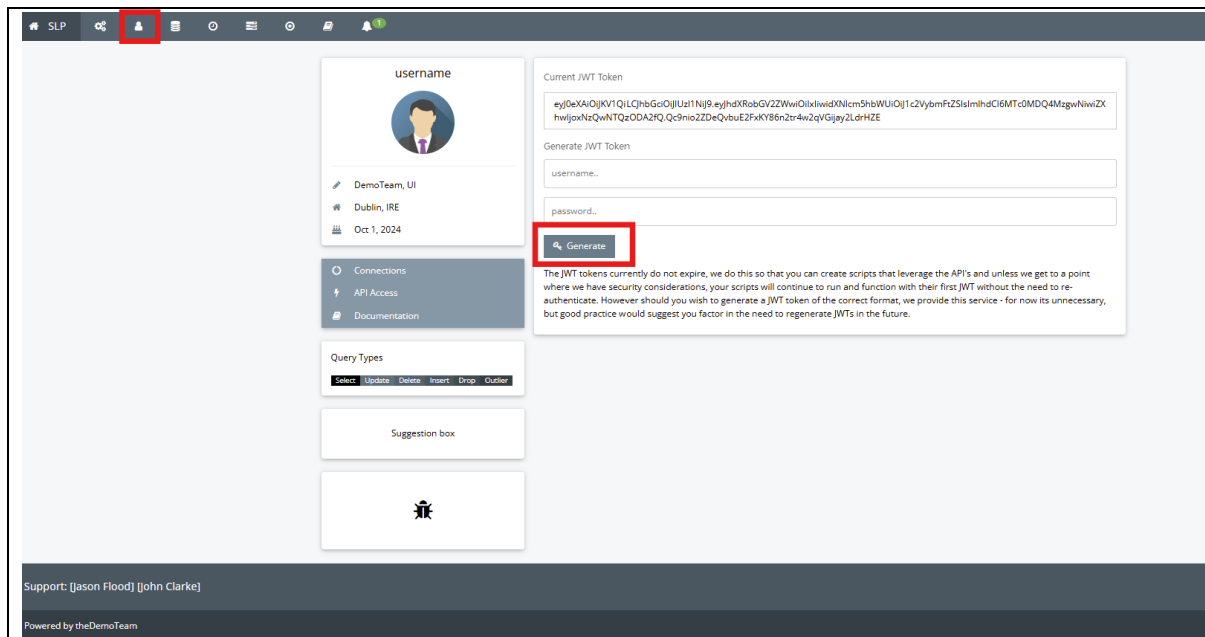 SLP
1
username
DemoTeam, UI
Dublin, IRE
Oct 1, 2024
Connections
API Access
Documentation
Query Types
Select Update Delete Insert Drop Outlier
Suggestion box
Current JWT Token
eyJ0eXAiOiJKV1QiLCJhbGciOiJIUzI1NiJ9.eyJhdXRobGV2ZWwiOiIxIiwidXNlcm5hbWUiOiJ1c2VybmFtZSIsImlhdCI6MTc0MDQ4MzgwNiwiZX
hwIjoxNzQwNTQzODA2fQ.Qc9nio2ZDeQvbuE2FxKY86n2tr4w2qVGijay2LdrHZE
Generate JWT Token
username..
password..
Generate
The JWT tokens currently do not expire, we do this so that you can create scripts that leverage the API's and unless we get to a point
where we have security considerations, your scripts will continue to run and function with their first JWT without the need to re-
authenticate. However should you wish to generate a JWT token of the correct format, we provide this service - for now its unnecessary,
but good practice would suggest you factor in the need to regenerate JWTs in the future.
Support: [Jason Flood] [John Clarke]
Powered by theDemoTeam